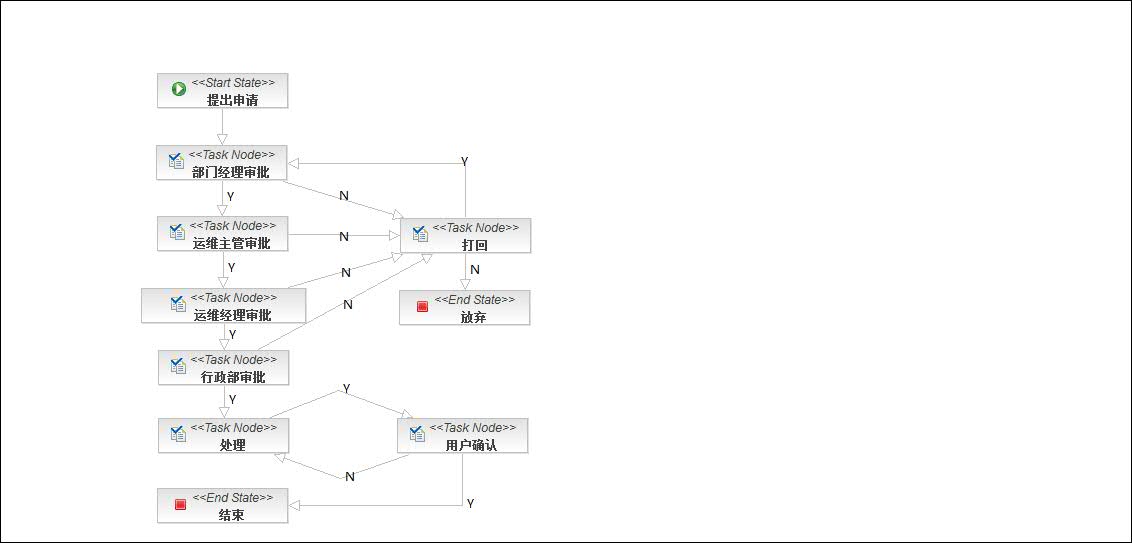 <<Start State>>
提出申请
<<Task Node>>
部门经理审批
Y
Y
N
<<Task Node>>
运维主管审批
N
<<Task Node>>
打回
Y
N
N
<<Task Node>>
运维经理审批
<<End State>>
放弃
N
Y
<<Task Node>>
行政部审批
Y
Y
<<Task Node>>
处理
<<Task Node>>
用户确认
N
<<End State>>
结束
Y